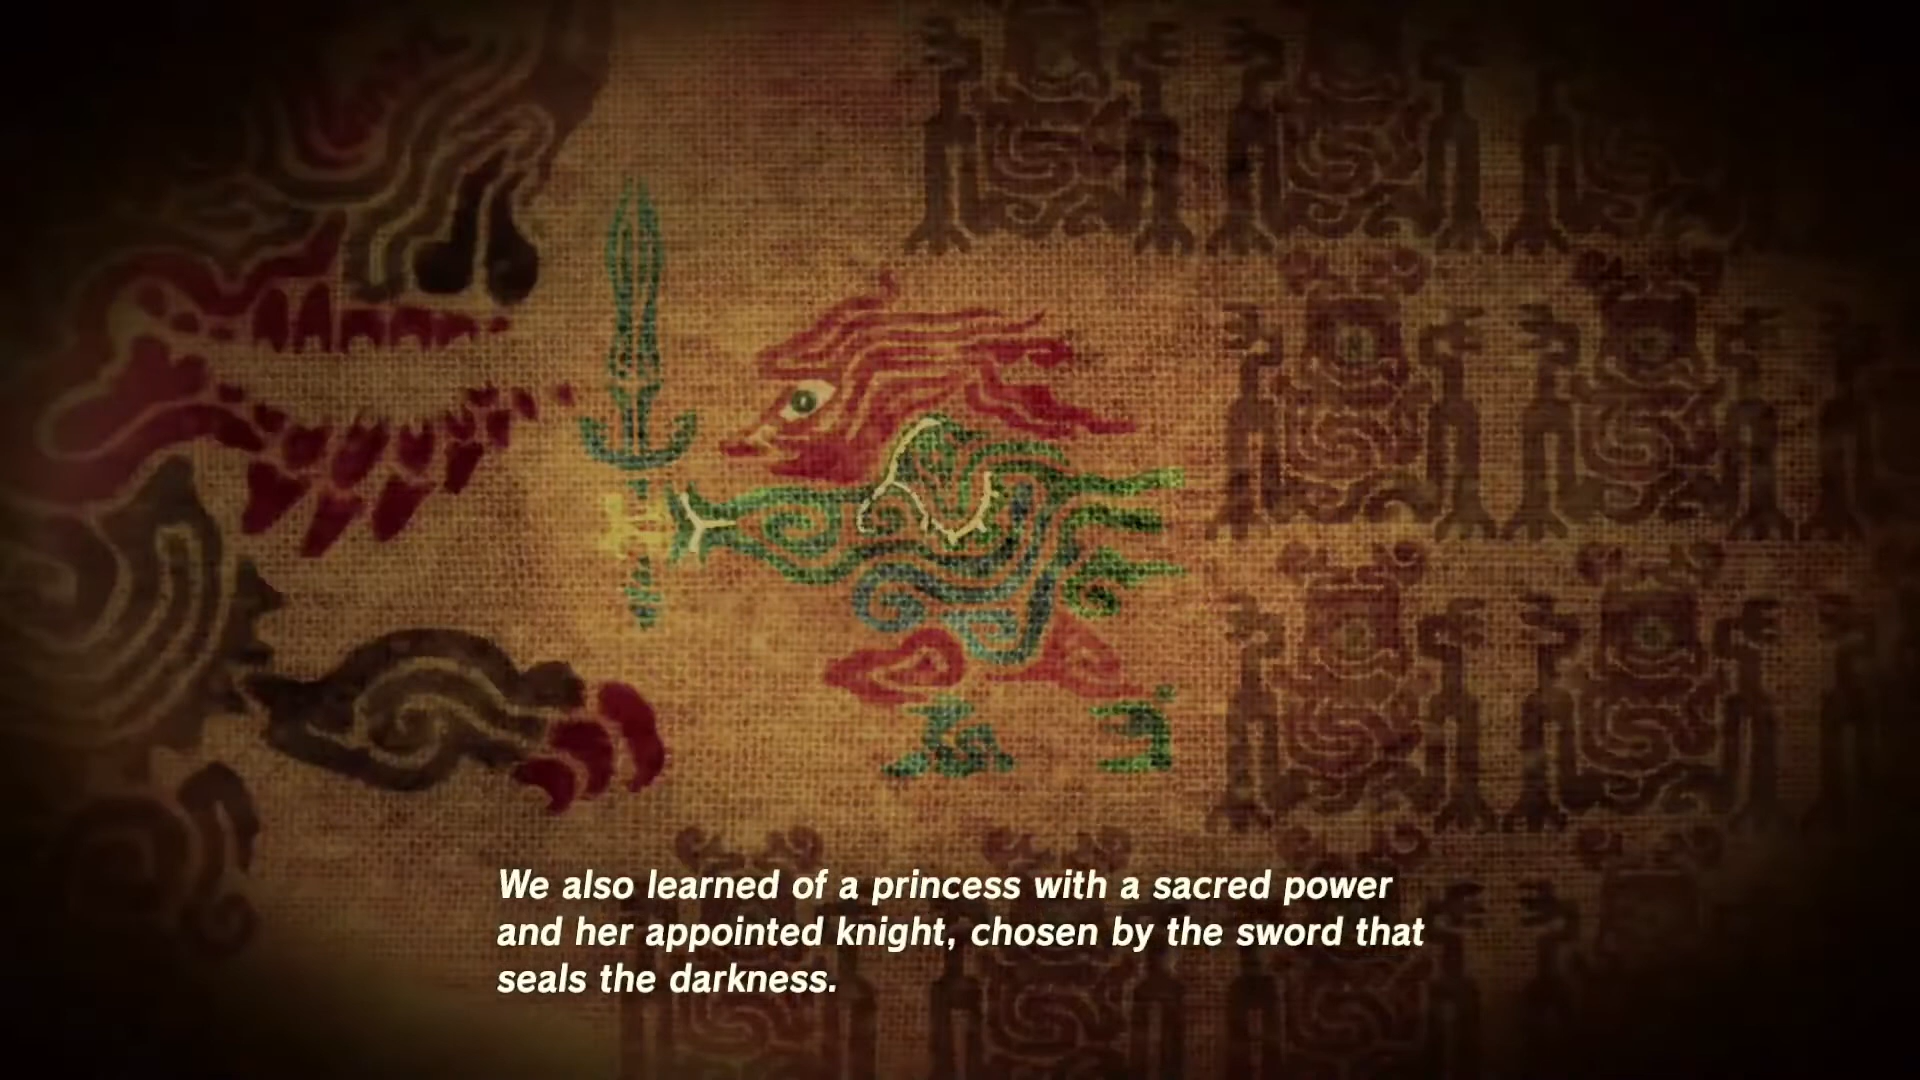 We also learned of a princess with a sacred power
and her appointed knight, chosen by the sword that
seals the darkness.